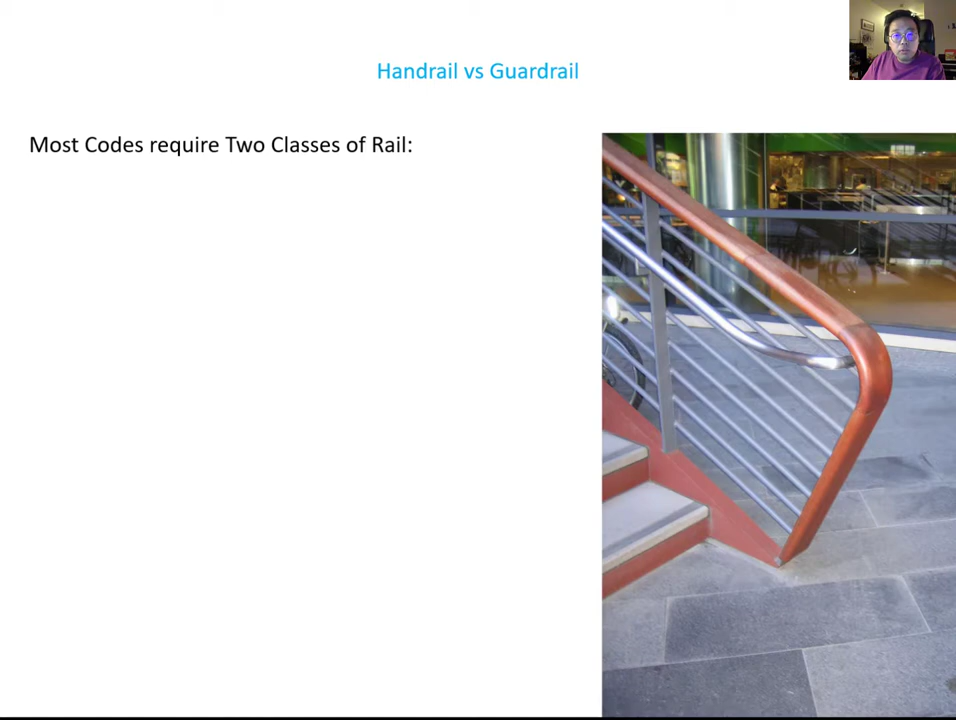 Handrail vs Guardrail
Most Codes require Two Classes of Rail: